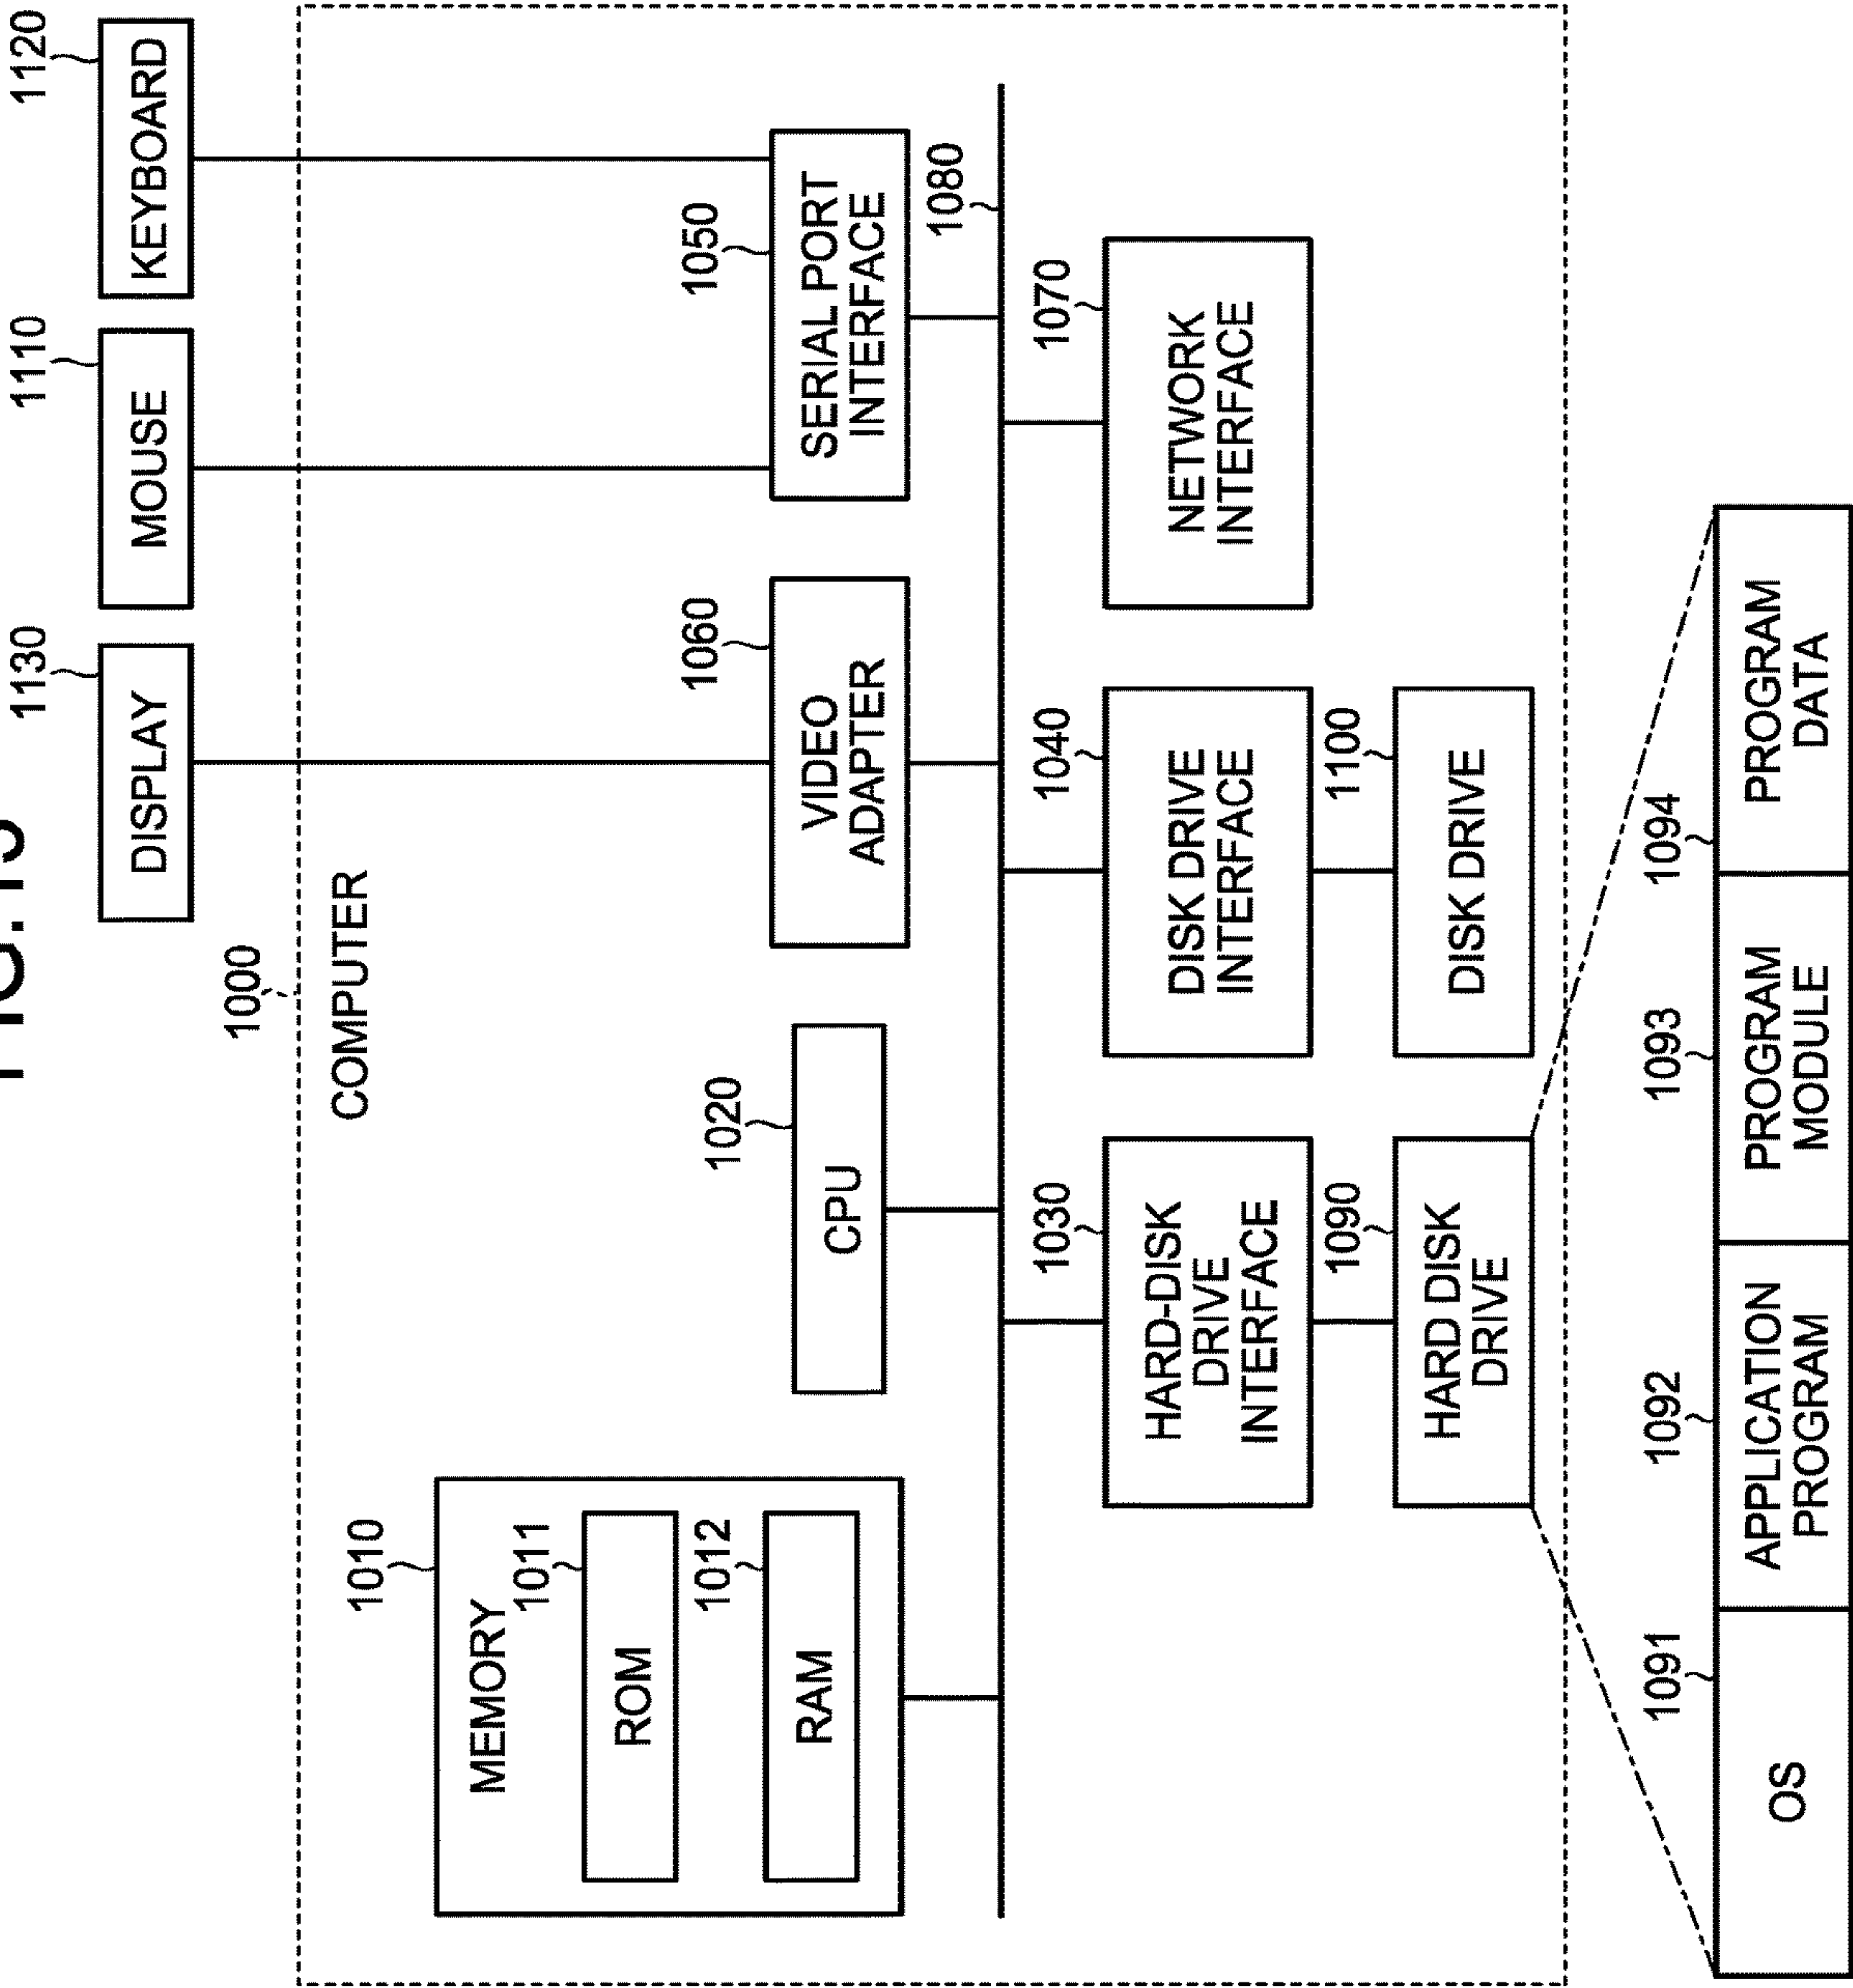 1130
1110
1120
DISPLAY
MOUSE
KEYBOARD
1000
COMPUTER
1010
MEMORY
1011
ROM
1012
RAM
1020
CPU
1060
VIDEO
ADAPTER
1050
SERIAL PORT
INTERFACE
1080
1030
HARD-DISK
DRIVE
INTERFACE
1040
DISK DRIVE
INTERFACE
1070
NETWORK
INTERFACE
1090
HARD DISK
DRIVE
1100
DISK DRIVE
1091
OS
1092
APPLICATION
PROGRAM
1093
PROGRAM
MODULE
1094
PROGRAM
DATA